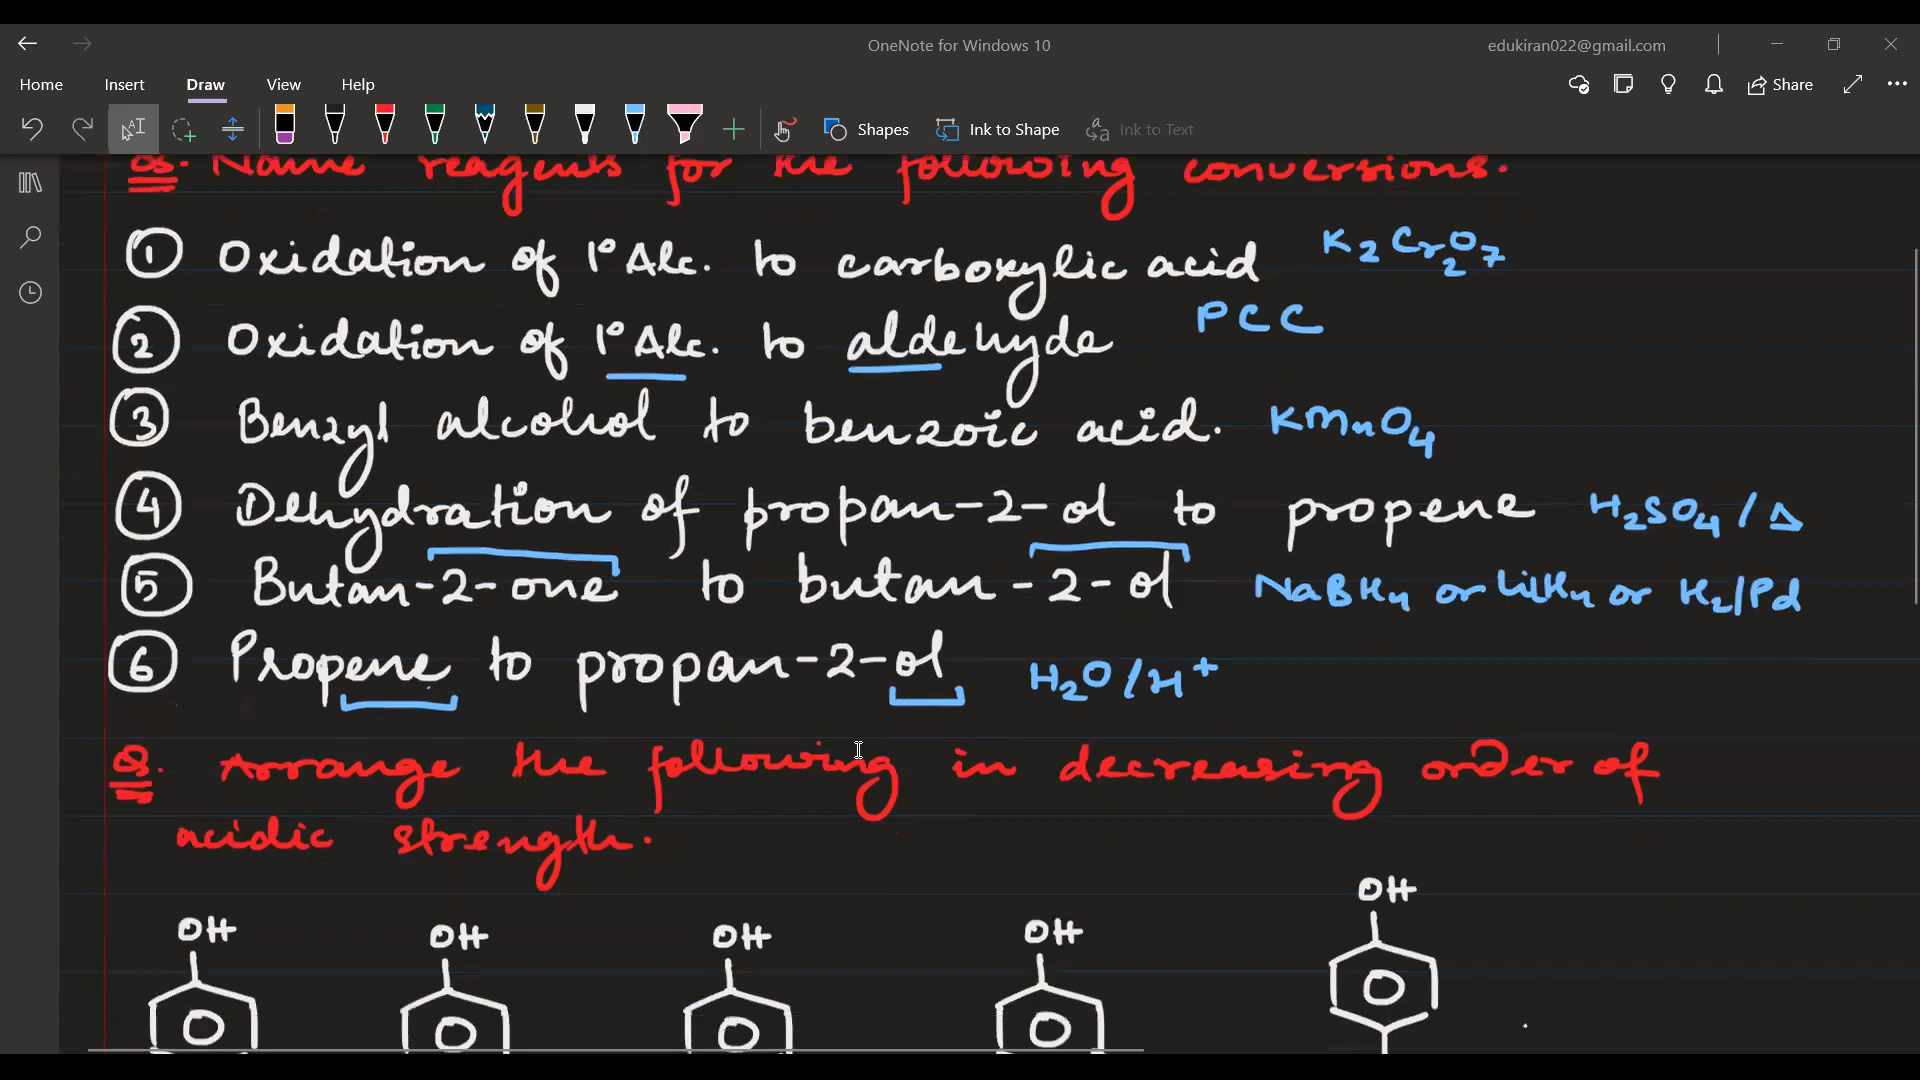 OneNote for Windows 10
edukiran022@gmail.com
Home Insert Draw View Help
Share
Shapes Ink to Shape Ink to Text
Qs. Name reagents for the following conversions.
① Oxidation of 1° Alc. to carboxylic acid K2Cr2O7
② Oxidation of 1° Alc. to aldehyde PCC
③ Benzyl alcohol to benzoic acid. KMnO4
④ Dehydration of propan-2-ol to propene H2SO4/Δ
⑤ Butan-2-one to butan-2-ol NaBH4 or LiH4 or H2/Pd
⑥ Propene to propan-2-ol H2O/H+
Q. Arrange the following in decreasing order of
acidic strength.
OH OH OH OH OH